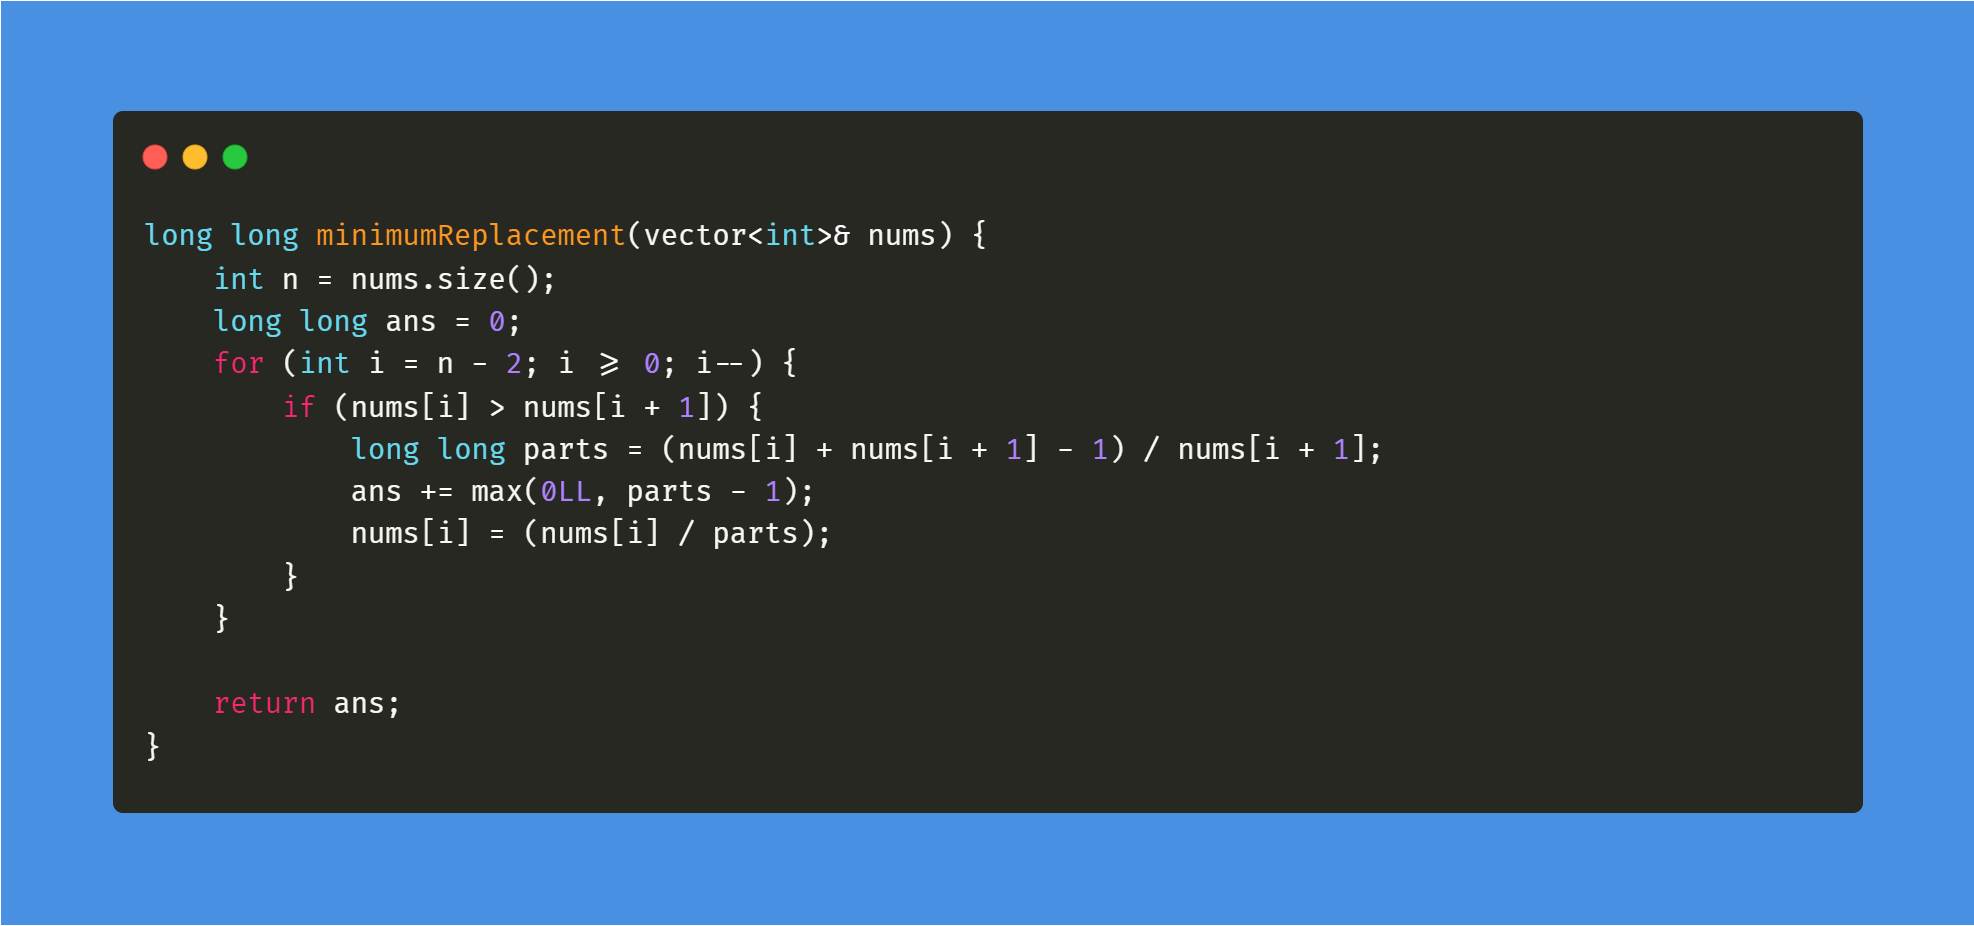 long long minimumReplacement(vector<int>& nums) {
    int n = nums.size();
    long long ans = 0;
    for (int i = n - 2; i >= 0; i--) {
        if (nums[i] > nums[i + 1]) {
            long long parts = (nums[i] + nums[i + 1] - 1) / nums[i + 1];
            ans += max(0LL, parts - 1);
            nums[i] = (nums[i] / parts);
        }
    }

    return ans;
}